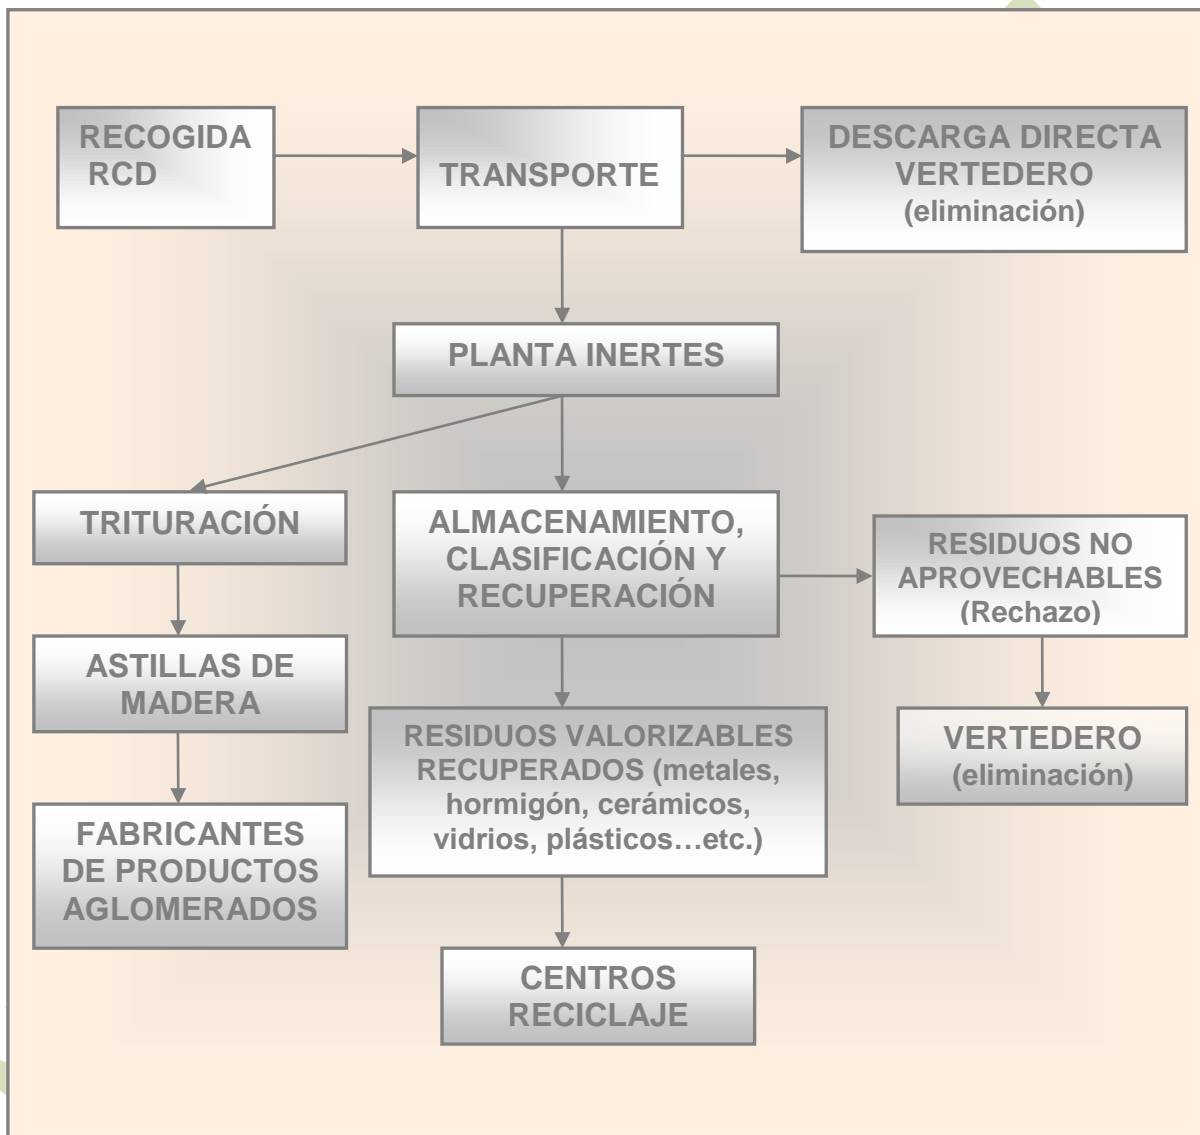 RECOGIDA
RCD
TRANSPORTE
DESCARGA DIRECTA
VERTEDERO
(eliminación)
PLANTA INERTES
TRITURACIÓN
ALMACENAMIENTO,
CLASIFICACIÓN Y
RECUPERACIÓN
RESIDUOS NO
APROVECHABLES
(Rechazo)
ASTILLAS DE
MADERA
RESIDUOS VALORIZABLES
RECUPERADOS (metales,
hormigón, cerámicos,
vidrios, plásticos…etc.)
VERTEDERO
(eliminación)
FABRICANTES
DE PRODUCTOS
AGLOMERADOS
CENTROS
RECICLAJE